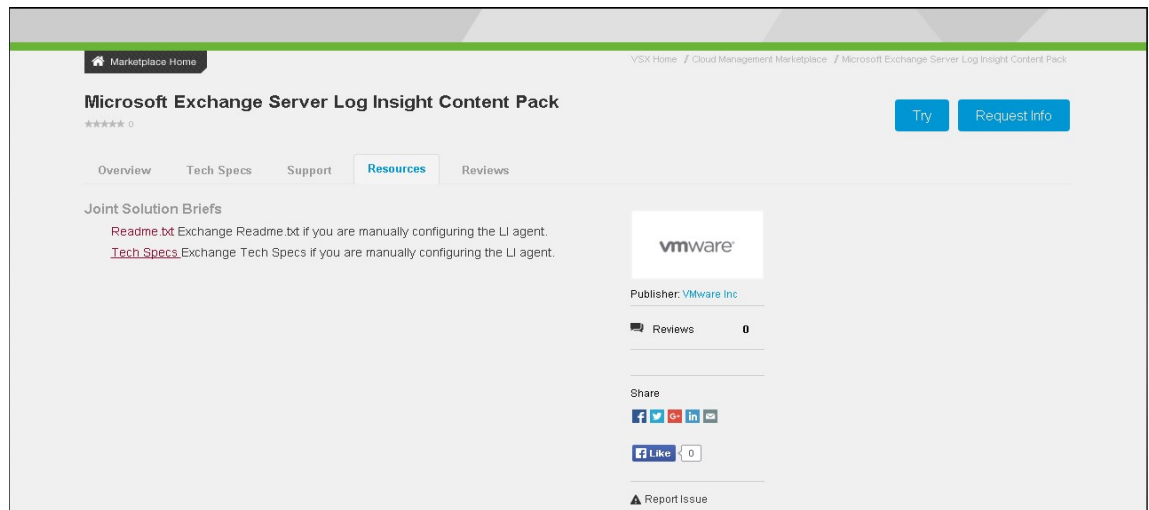 Marketplace Home
VSX Home / Cloud Management Marketplace / Microsoft Exchange Server Log Insight Content Pack
Microsoft Exchange Server Log Insight Content Pack
★★★★★ 0
Try
Request Info
Overview
Tech Specs
Support
Resources
Reviews
Joint Solution Briefs
Readme.txt Exchange Readme.txt if you are manually configuring the LI agent.
Tech Specs Exchange Tech Specs if you are manually configuring the LI agent.
vmware
Publisher: VMware Inc
Reviews 0
Share
Like 0
Report Issue